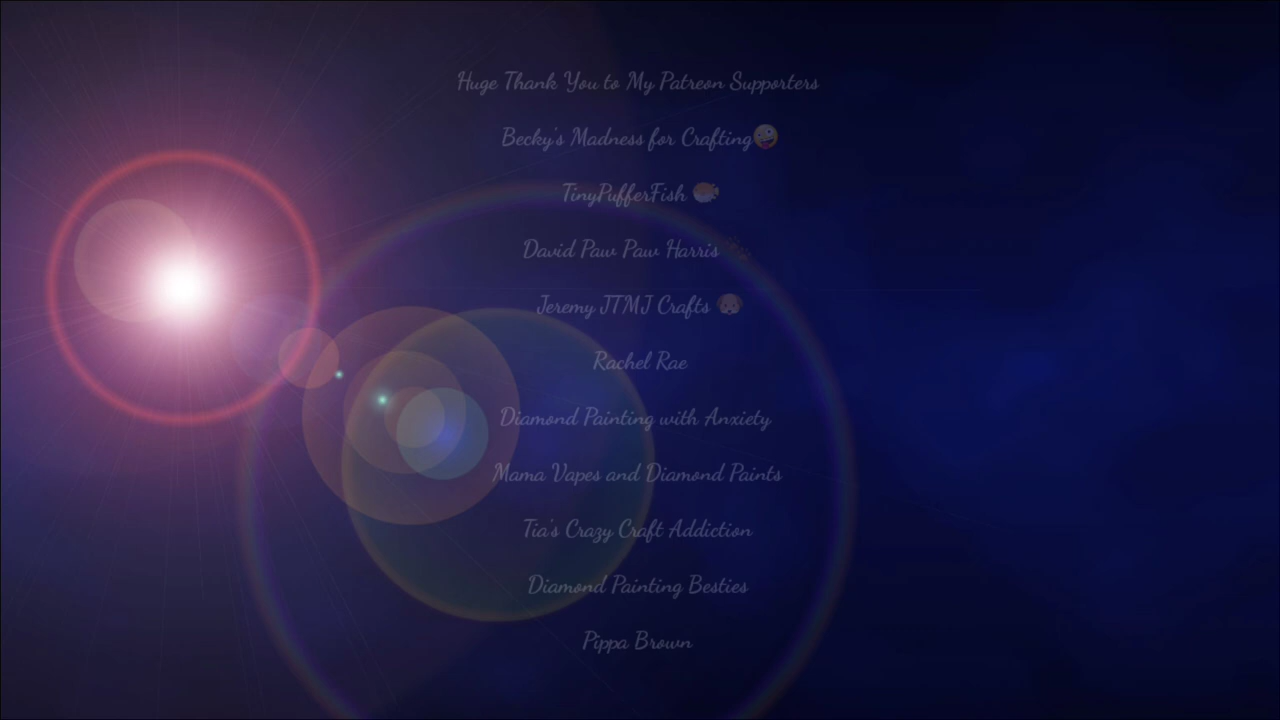 Huge Thank You to My Patreon Supporters
Becky's Madness for Crafting🤪
TinyPufferFish 🐡
David Paw Paw Harris 🐾
Jeremy JTMJ Crafts 🐶
Rachel Rae
Diamond Painting with Anxiety
Mama Vapes and Diamond Paints
Tia's Crazy Craft Addiction
Diamond Painting Besties
Pippa Brown